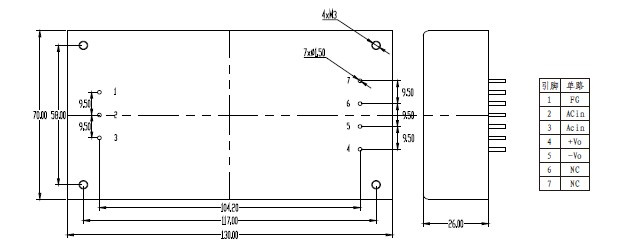 4xM3
7xØ1,50
1
2
3
7
6
5
4
9.50
9.50
9.50
9.50
9.50
70.00
58.00
104.20
117.00
130.00
26.00
引脚 单路
1 FG
2 ACin
3 Acin
4 +Vo
5 -Vo
6 NC
7 NC